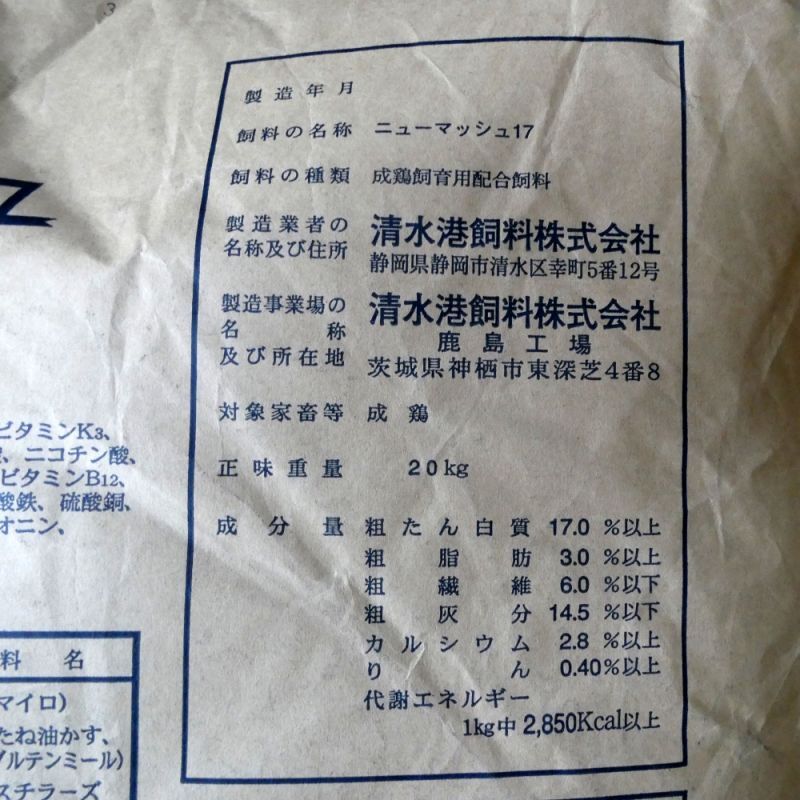 製造年月
飼料の名称 ニューマッシュ17
飼料の種類 成鶏飼育用配合飼料
製造業者の 清水港飼料株式会社
名称及び住所 静岡県静岡市清水区幸町5番12号
製造事業場の 清水港飼料株式会社
名称 鹿島工場
及び所在地 茨城県神栖市東深芝4番8
対象家畜等 成鶏
正味重量 20kg
成分量 粗たん白質 17.0 %以上
粗脂肪 3.0 %以上
粗繊維 6.0 %以下
粗灰分 14.5 %以下
カルシウム 2.8 %以上
りん 0.40%以上
代謝エネルギー
1kg中 2,850Kcal以上
ビタミンK3、
ニコチン酸、
ビタミンB12、
酸鉄、硫酸銅、
オニン、
料名
マイロ)
たね油かす、
グルテンミール)
スチラーズ